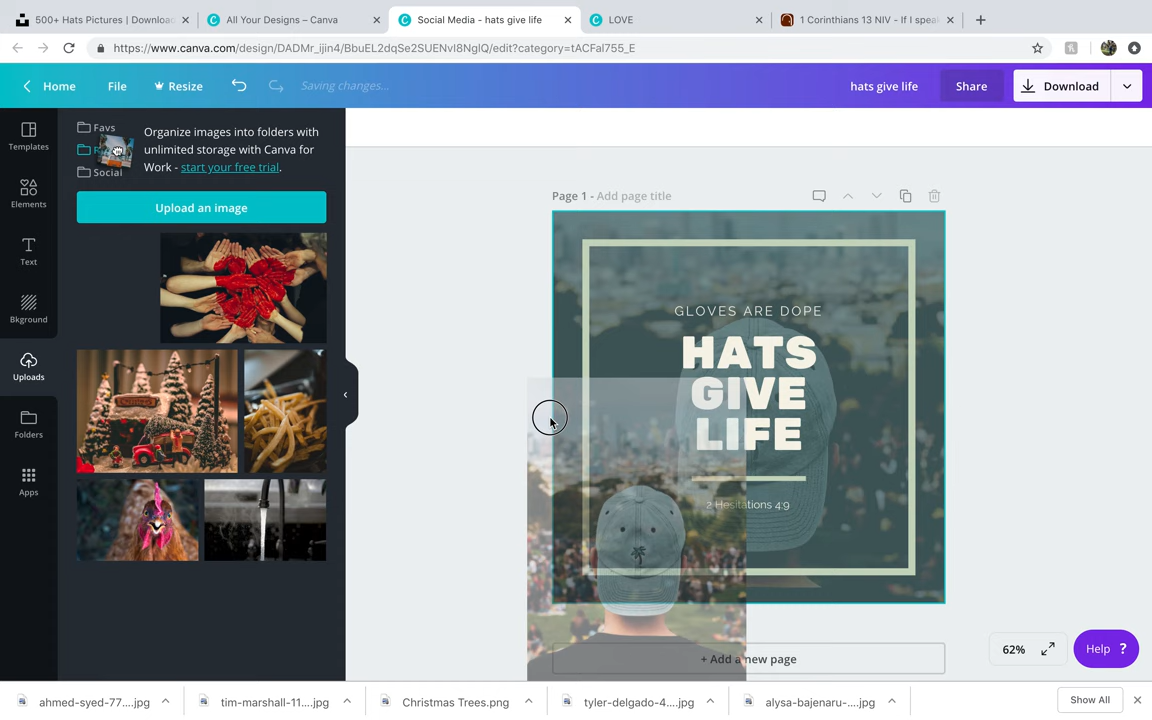 500+ Hats Pictures | Downloac
All Your Designs – Canva
Social Media - hats give life
LOVE
1 Corinthians 13 NIV - If I speak
https://www.canva.com/design/DADMr_ijin4/BbuEL2dqSe2SUENvI8NgIQ/edit?category=tACFal755_E
Home
File
Resize
Saving changes...
hats give life
Share
Download
Templates
Elements
Text
Bkground
Uploads
Folders
Apps
Favs
Social
Organize images into folders with
unlimited storage with Canva for
Work - start your free trial.
Upload an image
Page 1 - Add page title
GLOVES ARE DOPE
HATS
GIVE
LIFE
2 Hesitations 4:9
+ Add a new page
62%
Help ?
ahmed-syed-77....jpg
tim-marshall-11....jpg
Christmas Trees.png
tyler-delgado-4....jpg
alysa-bajenaru-....jpg
Show All